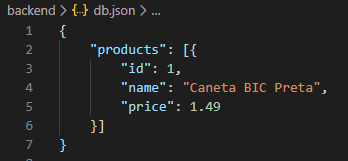 backend > {..} db.json > ...
1 {
2 "products": [{
3 "id": 1,
4 "name": "Caneta BIC Preta",
5 "price": 1.49
6 }]
7 }